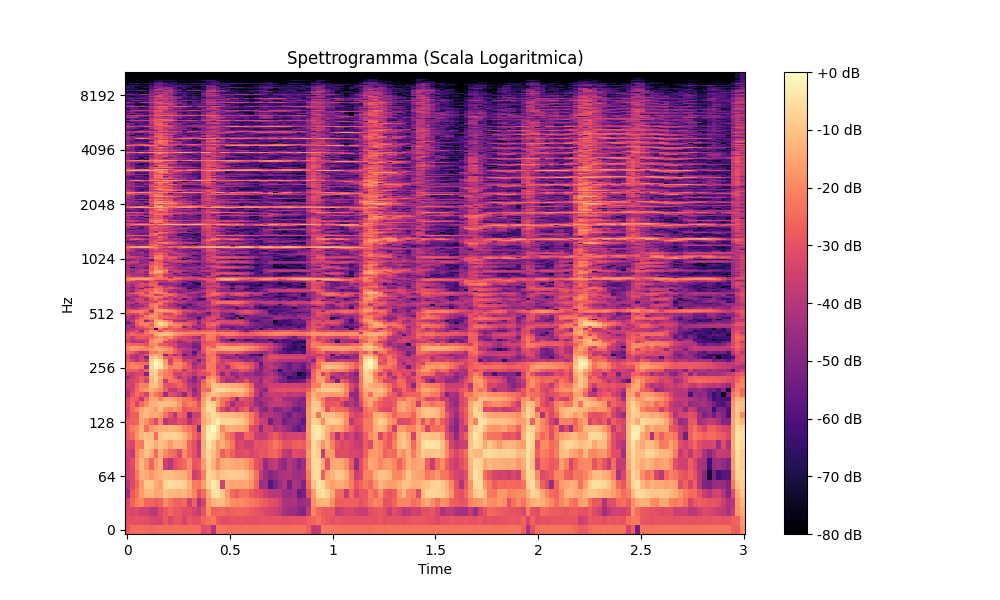 Spettrogramma (Scala Logaritmica)
Hz
8192
4096
2048
1024
512
256
128
64
0
0
0.5
1
1.5
2
2.5
3
Time
+0 dB
-10 dB
-20 dB
-30 dB
-40 dB
-50 dB
-60 dB
-70 dB
-80 dB